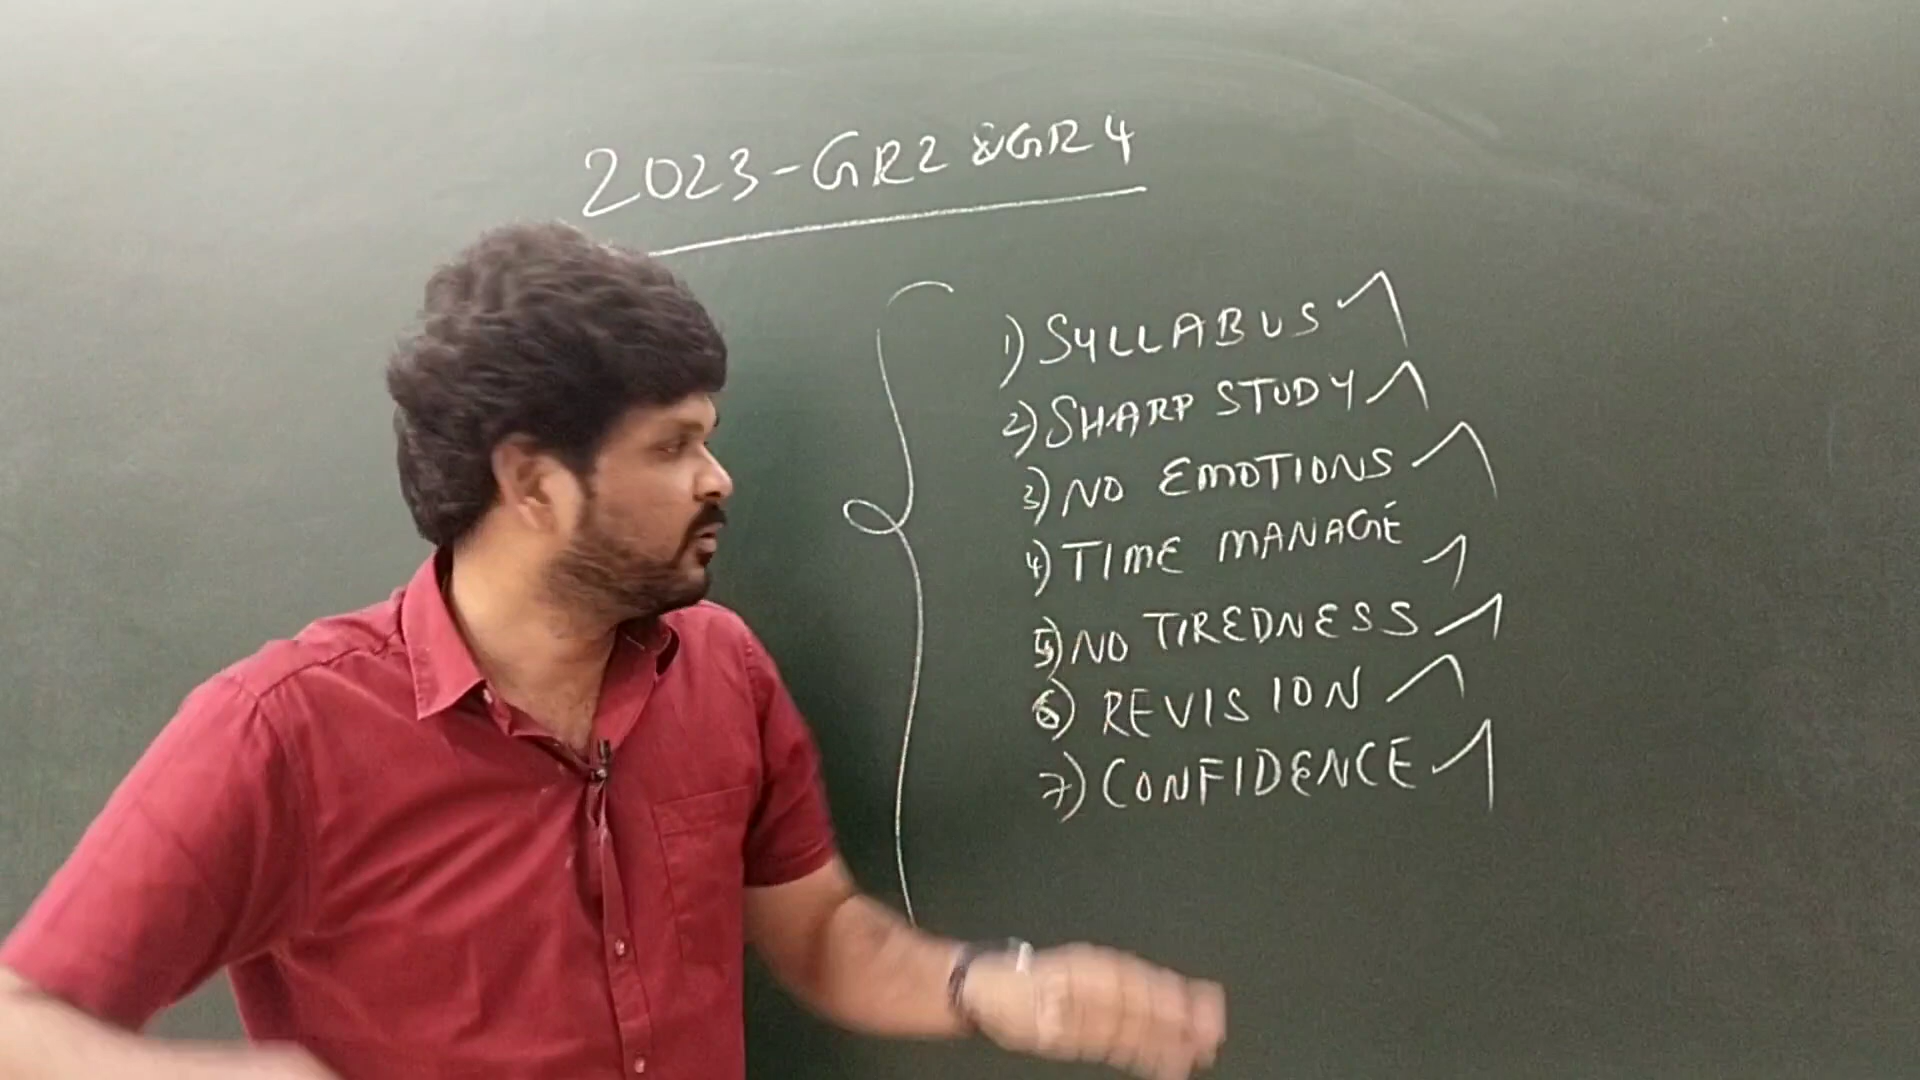 2023-GR2 & GR4
1) SYLLABUS
2) SHARP STUDY
3) NO EMOTIONS
4) TIME MANAGE
5) NO TIREDNESS
6) REVISION
7) CONFIDENCE